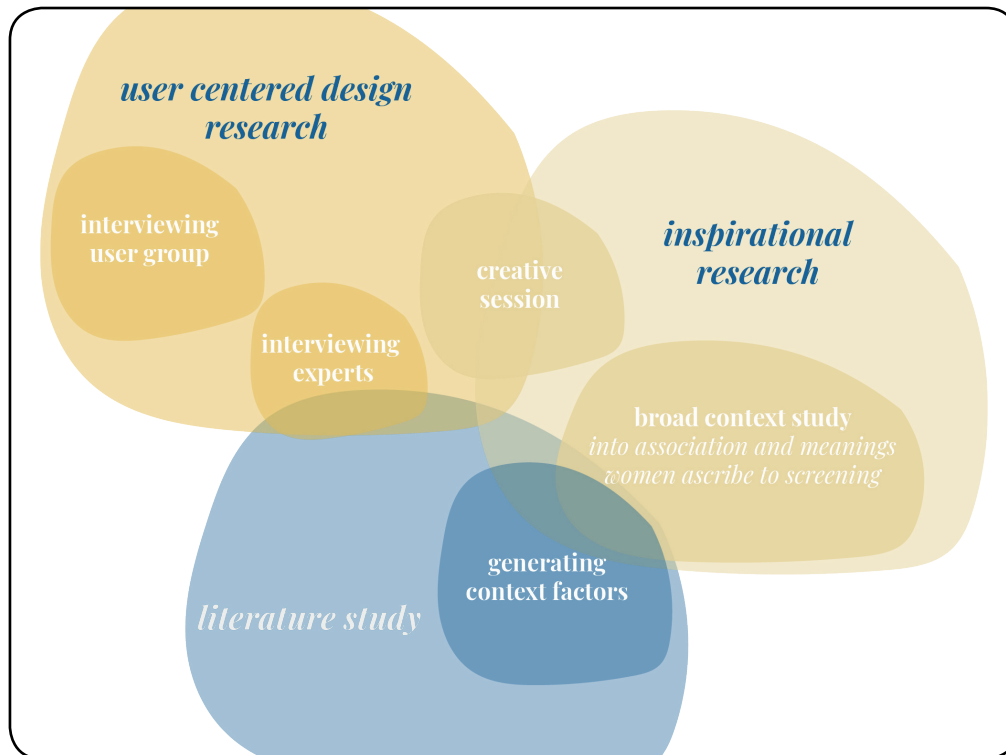 user centered design
research
interviewing
user group
interviewing
experts
creative
session
inspirational
research
broad context study
into association and meanings
women ascribe to screening
generating
context factors
literature study